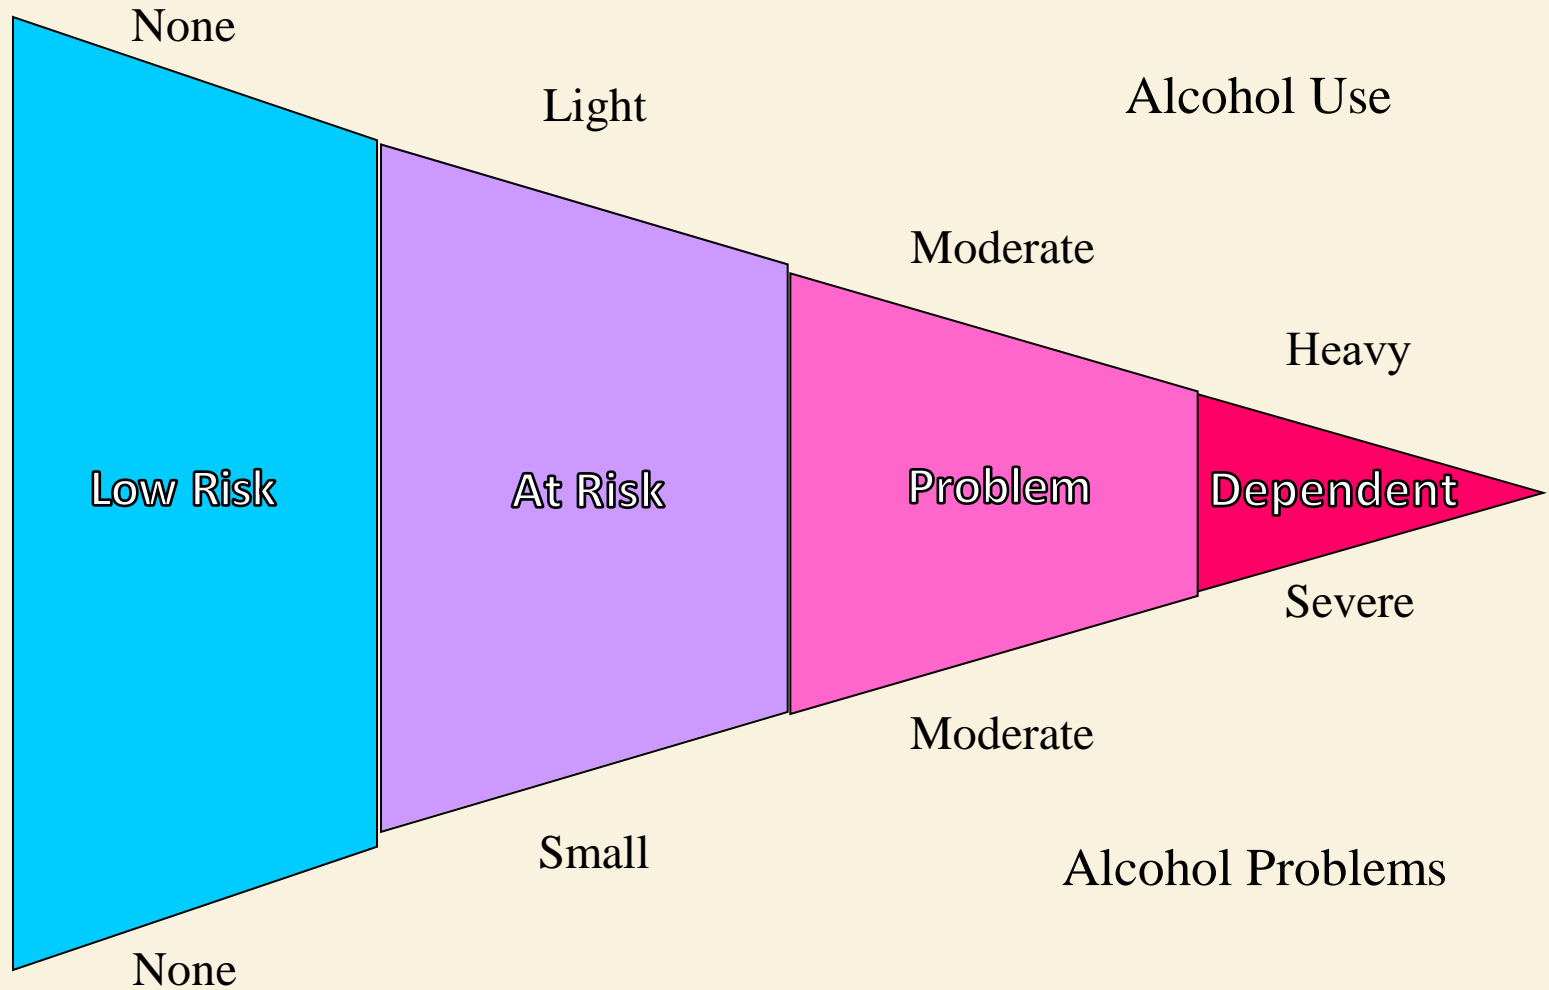 None
Light
Alcohol Use
Moderate
Heavy
Low Risk
At Risk
Problem
Dependent
Severe
Moderate
Small
Alcohol Problems
None